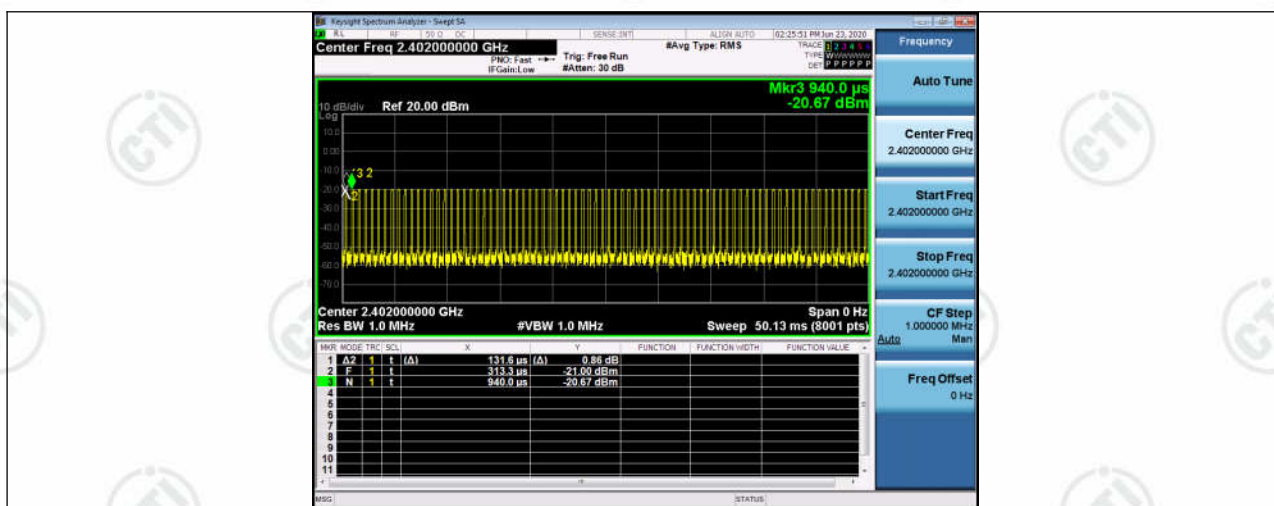 Keysight Spectrum Analyzer - Swept SA
RL RF 50 Ω DC SENSE:INT ALIGN AUTO 02:25:51 PM Jun 23, 2020
Center Freq 2.402000000 GHz
#Avg Type: RMS
TRACE 1 2 3 4 5 6
PNO: Fast
Trig: Free Run
TYPE WWWWWW
IFGain:Low
#Atten: 30 dB
DET P P P P P P
Frequency
Mkr3 940.0 µs
-20.67 dBm
10 dB/div Ref 20.00 dBm
Log
10.0
0.00
-10.0
-20.0
-30.0
-40.0
-50.0
-60.0
-70.0
3 2
2
Center 2.402000000 GHz
Span 0 Hz
Res BW 1.0 MHz
#VBW 1.0 MHz
Sweep 50.13 ms (8001 pts)
MKR MODE TRC SCL X Y FUNCTION FUNCTION WIDTH FUNCTION VALUE
1 Δ2 1 t (Δ) 131.6 µs (Δ) 0.86 dB
2 F 1 t 313.3 µs -21.00 dBm
3 N 1 t 940.0 µs -20.67 dBm
4
5
6
7
8
9
10
11
MSG
STATUS
Auto Tune
Center Freq
2.402000000 GHz
Start Freq
2.402000000 GHz
Stop Freq
2.402000000 GHz
CF Step
1.000000 MHz
Auto Man
Freq Offset
0 Hz
CTI
CTI